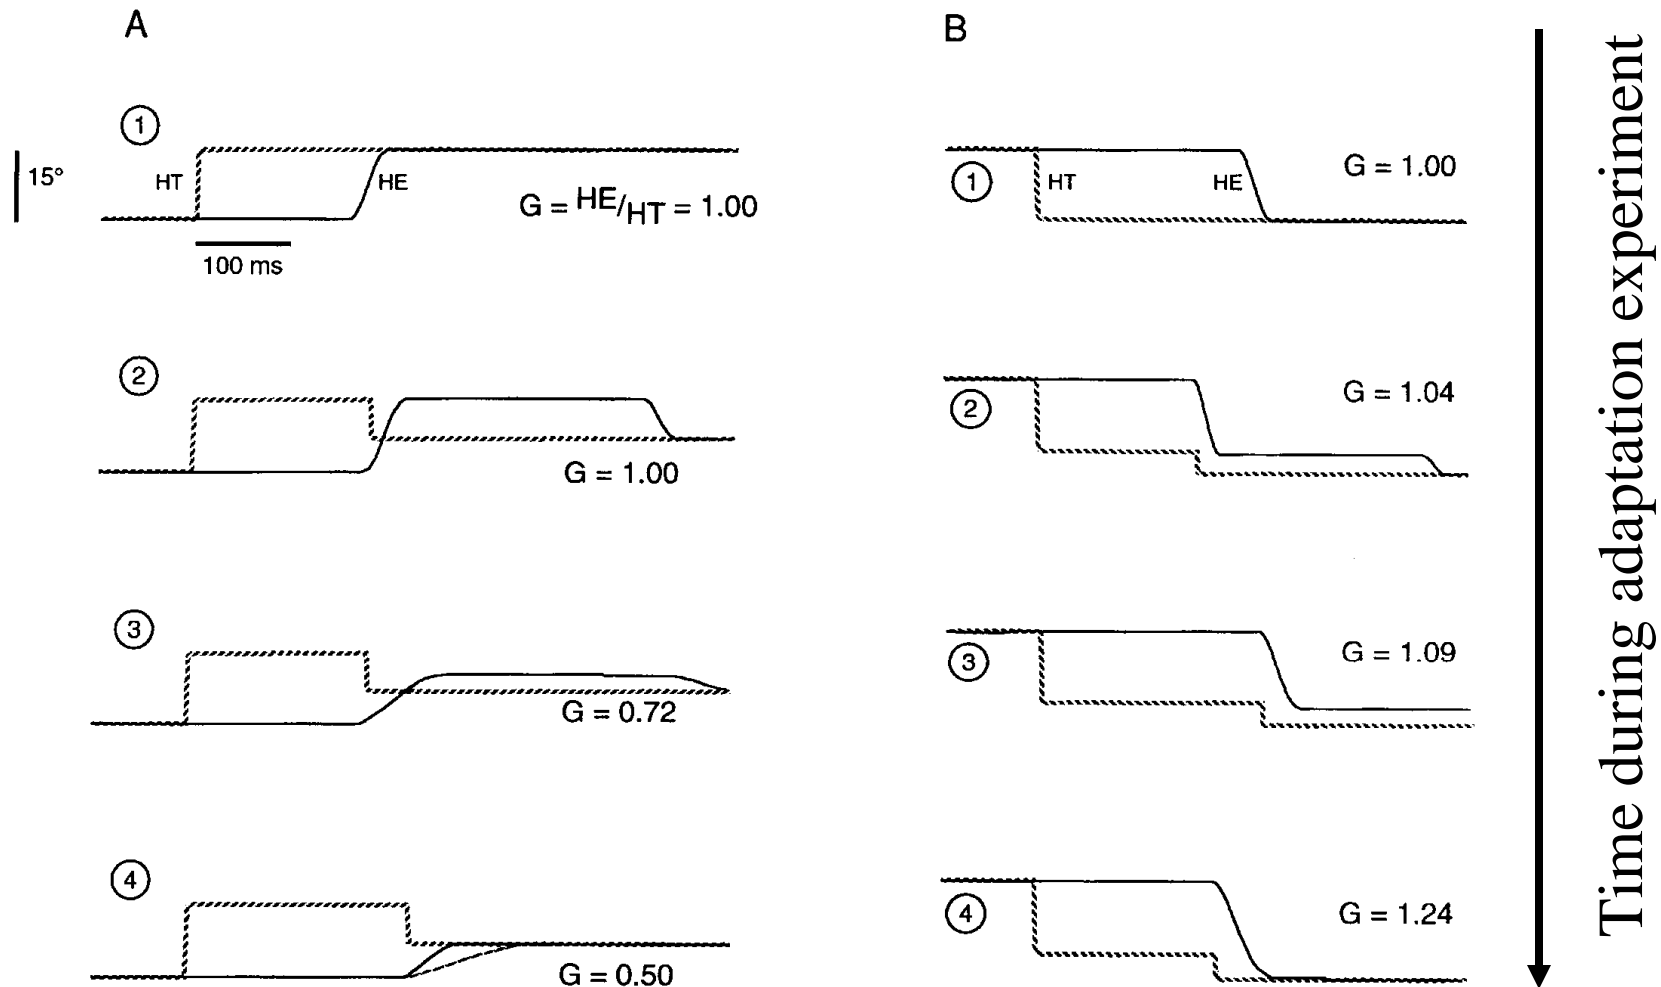 A
1
15°
HT
HE
G = HE/HT = 1.00
100 ms
2
G = 1.00
3
G = 0.72
4
G = 0.50
B
1
HT
HE
G = 1.00
2
G = 1.04
3
G = 1.09
4
G = 1.24
Time during adaptation experiment